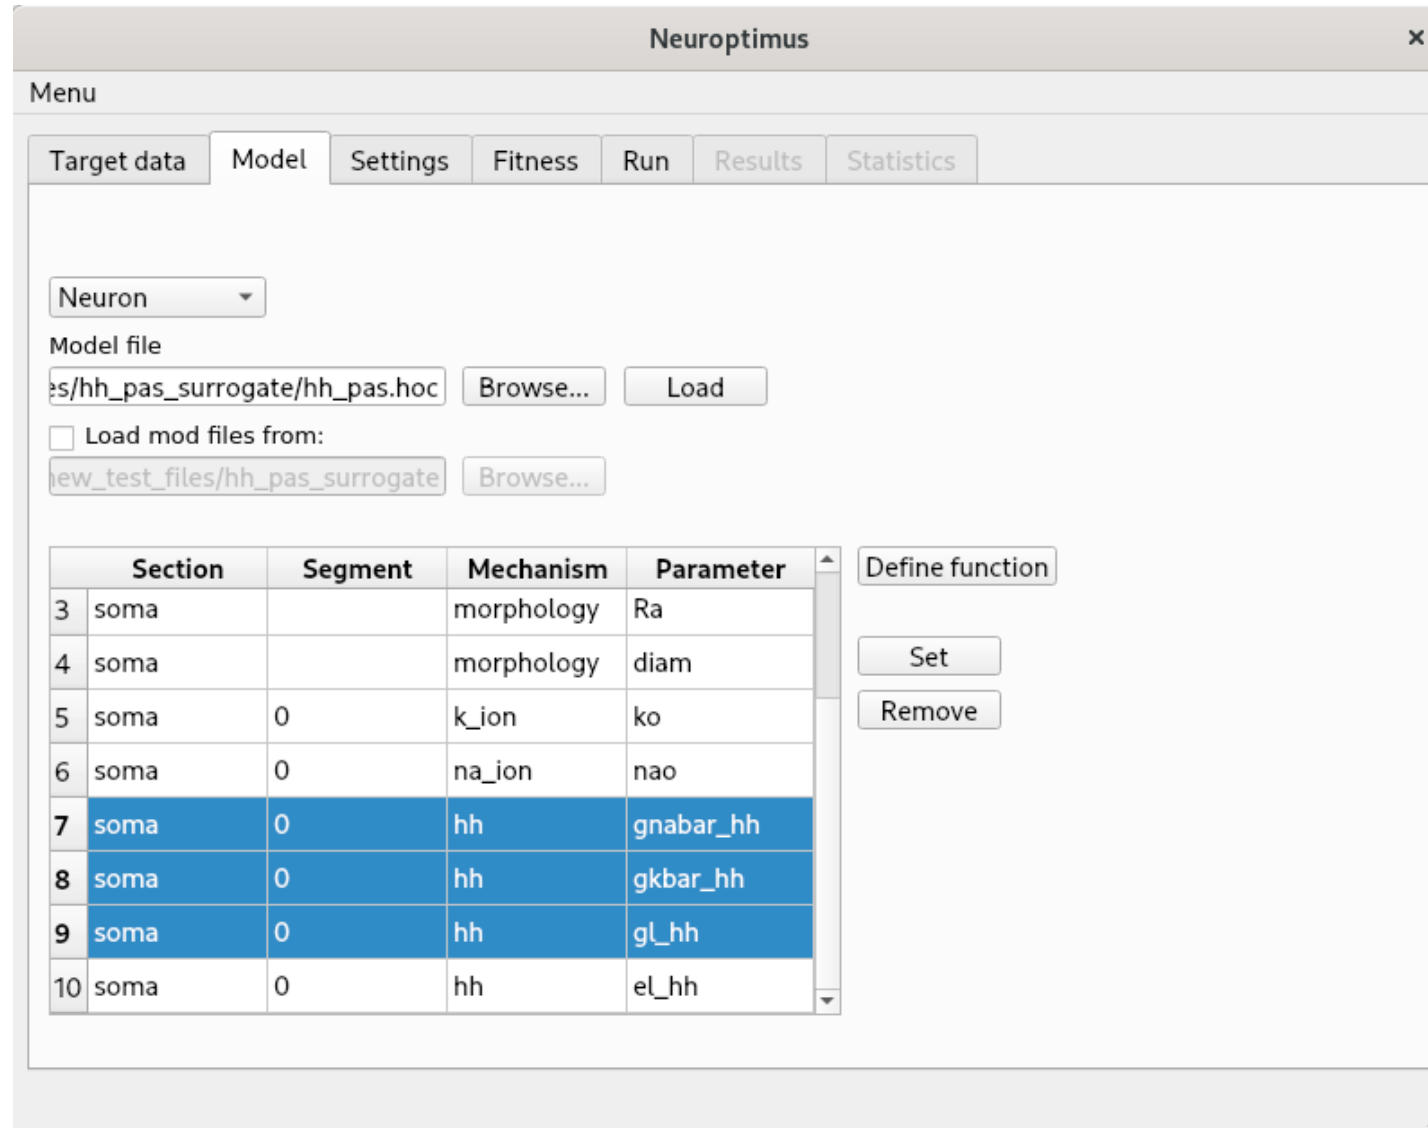 Neuroptimus ×
Menu
Target data Model Settings Fitness Run Results Statistics
Neuron
Model file
es/hh_pas_surrogate/hh_pas.hoc Browse... Load
Load mod files from:
new_test_files/hh_pas_surrogate Browse...
Section Segment Mechanism Parameter Define function
3 soma morphology Ra
4 soma morphology diam Set
5 soma 0 k_ion ko Remove
6 soma 0 na_ion nao
7 soma 0 hh gnabar_hh
8 soma 0 hh gkbar_hh
9 soma 0 hh gl_hh
10 soma 0 hh el_hh